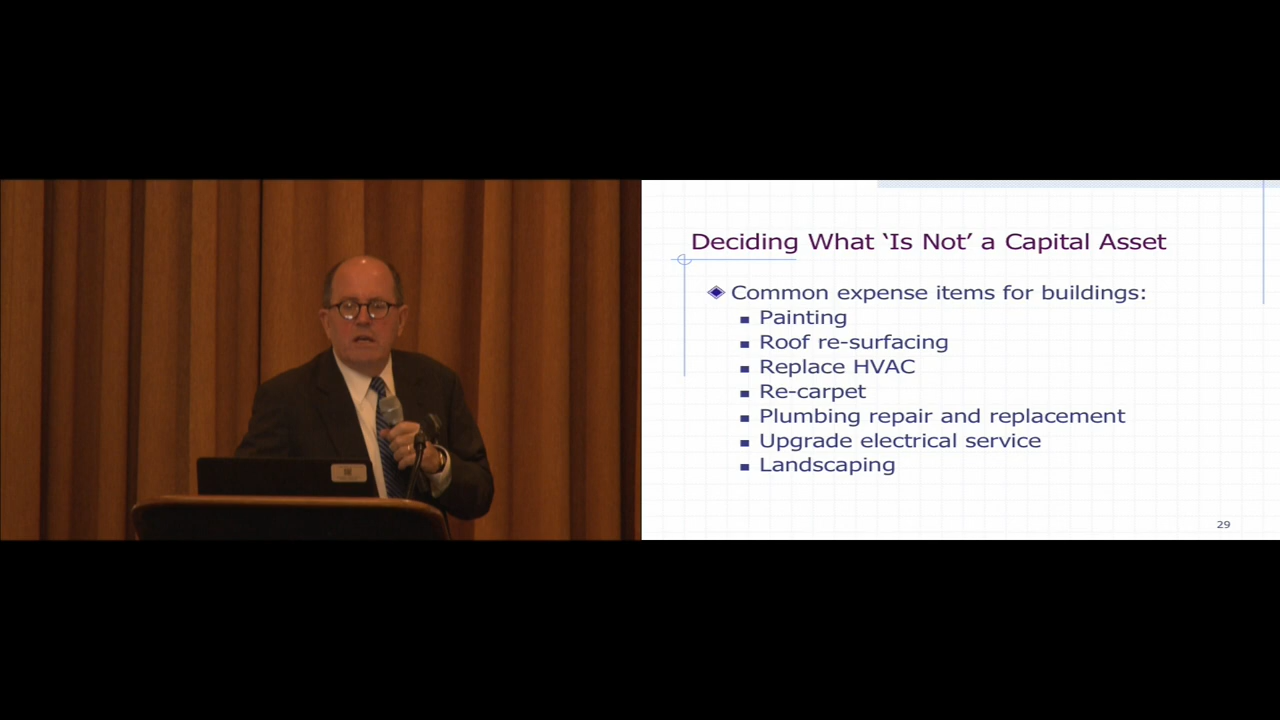 Deciding What ‘Is Not’ a Capital Asset
Common expense items for buildings:
Painting
Roof re-surfacing
Replace HVAC
Re-carpet
Plumbing repair and replacement
Upgrade electrical service
Landscaping
29